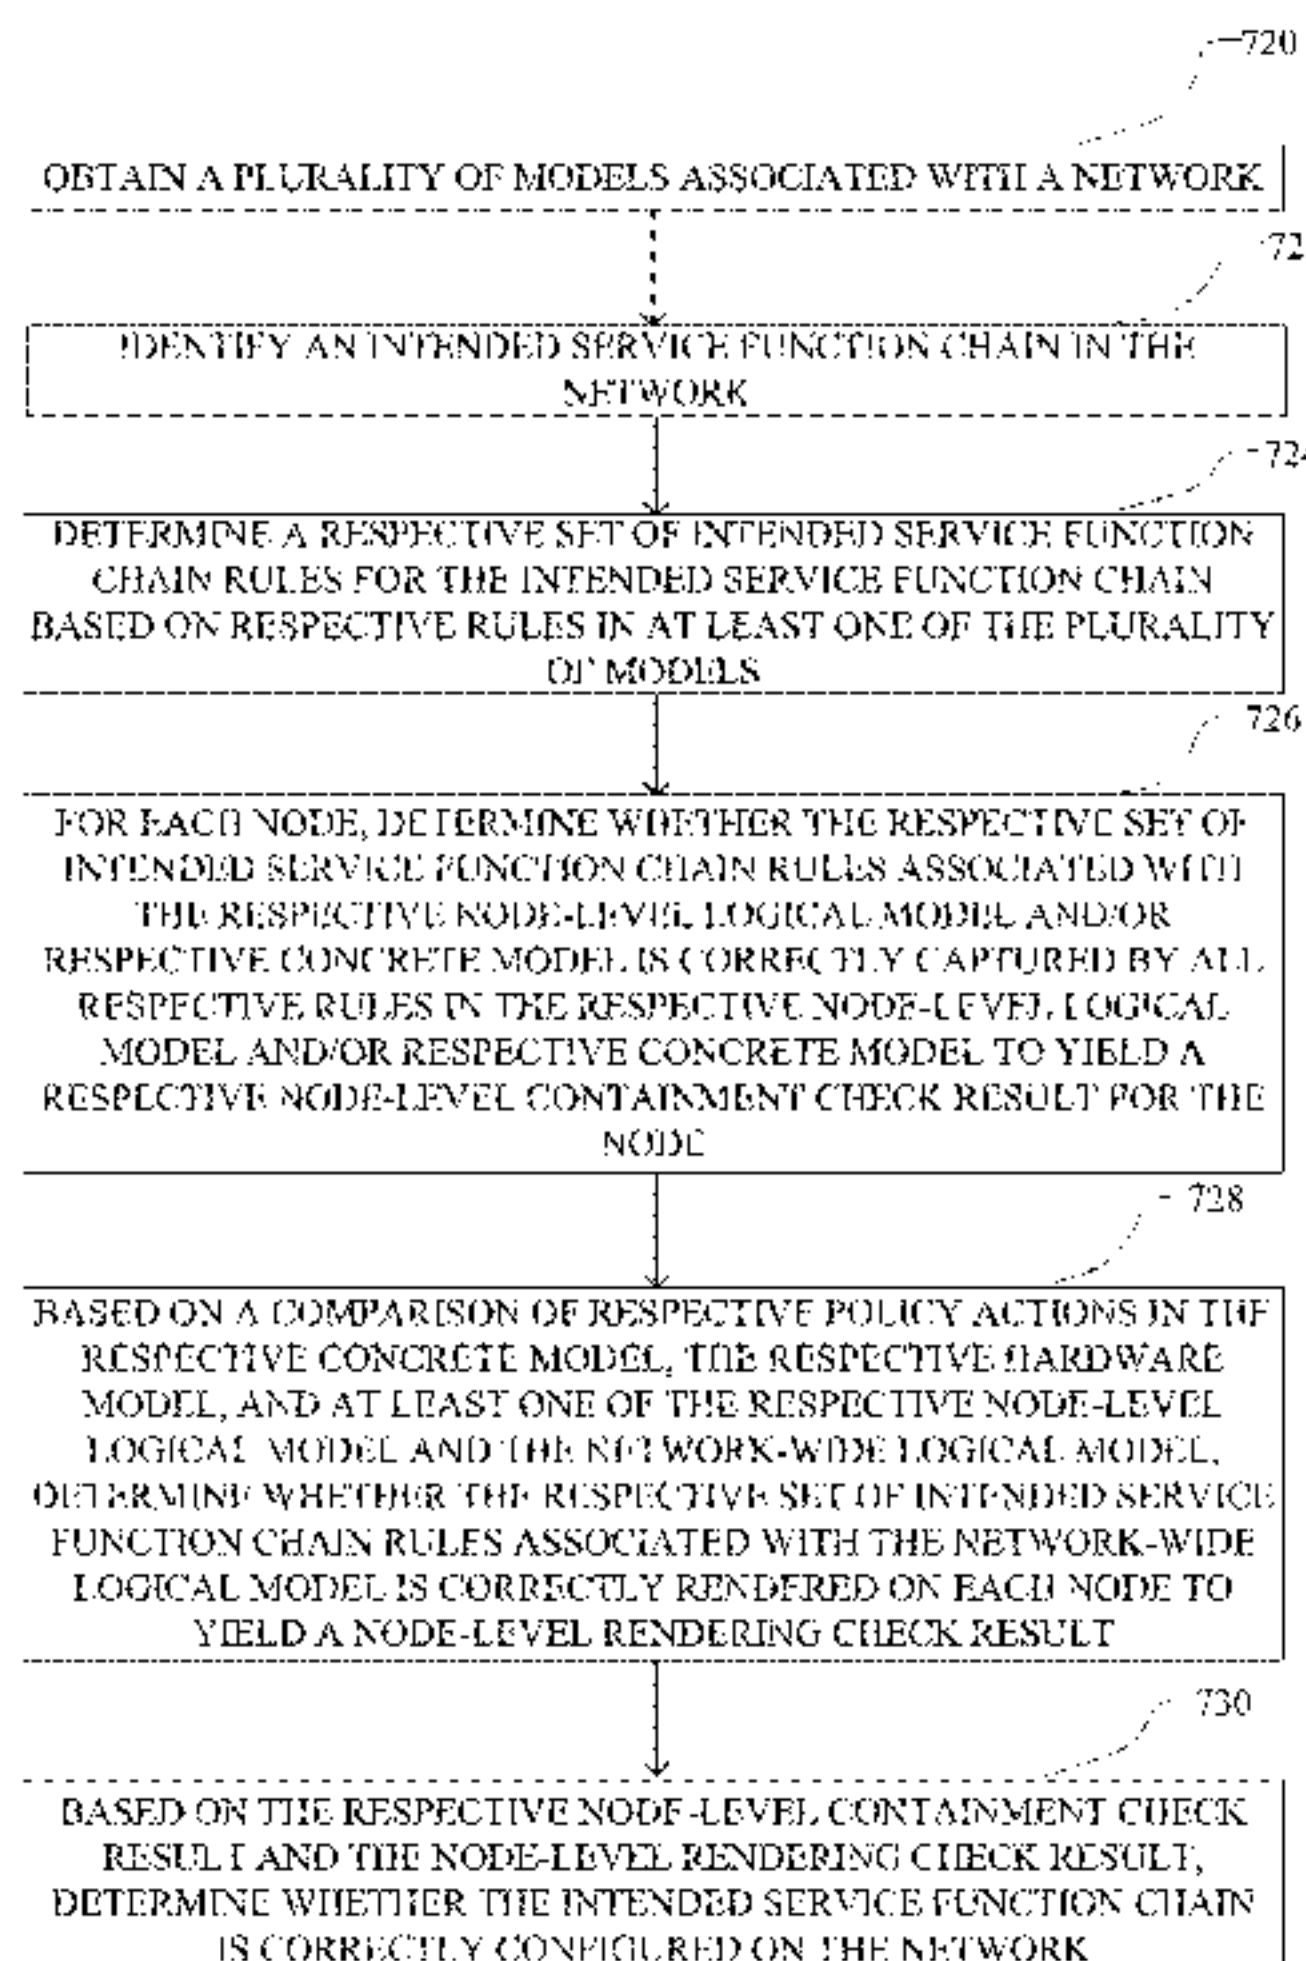 720
OBTAIN A PLURALITY OF MODELS ASSOCIATED WITH A NETWORK
72
IDENTIFY AN INTENDED SERVICE FUNCTION CHAIN IN THE
NETWORK
724
DETERMINE A RESPECTIVE SET OF INTENDED SERVICE FUNCTION
CHAIN RULES FOR THE INTENDED SERVICE FUNCTION CHAIN
BASED ON RESPECTIVE RULES IN AT LEAST ONE OF THE PLURALITY
OF MODELS
726
FOR EACH NODE, DETERMINE WHETHER THE RESPECTIVE SET OF
INTENDED SERVICE FUNCTION CHAIN RULES ASSOCIATED WITH
THE RESPECTIVE NODE-LEVEL LOGICAL MODEL AND/OR
RESPECTIVE CONCRETE MODEL IS CORRECTLY CAPTURED BY ALL
RESPECTIVE RULES IN THE RESPECTIVE NODE-LEVEL LOGICAL
MODEL AND/OR RESPECTIVE CONCRETE MODEL TO YIELD A
RESPECTIVE NODE-LEVEL CONTAINMENT CHECK RESULT FOR THE
NODE
728
BASED ON A COMPARISON OF RESPECTIVE POLICY ACTIONS IN THE
RESPECTIVE CONCRETE MODEL, THE RESPECTIVE HARDWARE
MODEL, AND AT LEAST ONE OF THE RESPECTIVE NODE-LEVEL
LOGICAL MODEL AND THE NETWORK-WIDE LOGICAL MODEL,
DETERMINE WHETHER THE RESPECTIVE SET OF INTENDED SERVICE
FUNCTION CHAIN RULES ASSOCIATED WITH THE NETWORK-WIDE
LOGICAL MODEL IS CORRECTLY RENDERED ON EACH NODE TO
YIELD A NODE-LEVEL RENDERING CHECK RESULT
730
BASED ON THE RESPECTIVE NODE-LEVEL CONTAINMENT CHECK
RESULT AND THE NODE-LEVEL RENDERING CHECK RESULT,
DETERMINE WHETHER THE INTENDED SERVICE FUNCTION CHAIN
IS CORRECTLY CONFIGURED ON THE NETWORK